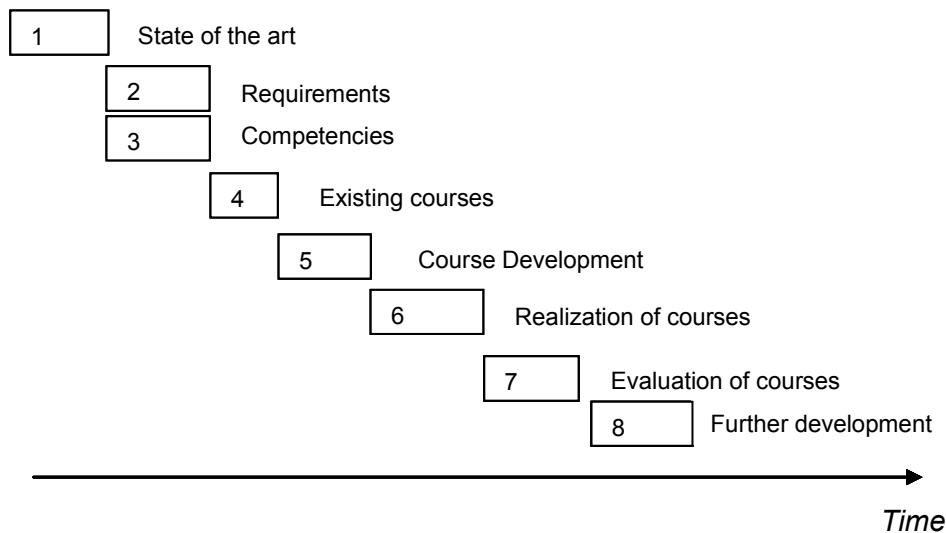 1 State of the art
2 Requirements
3 Competencies
4 Existing courses
5 Course Development
6 Realization of courses
7 Evaluation of courses
8 Further development
Time